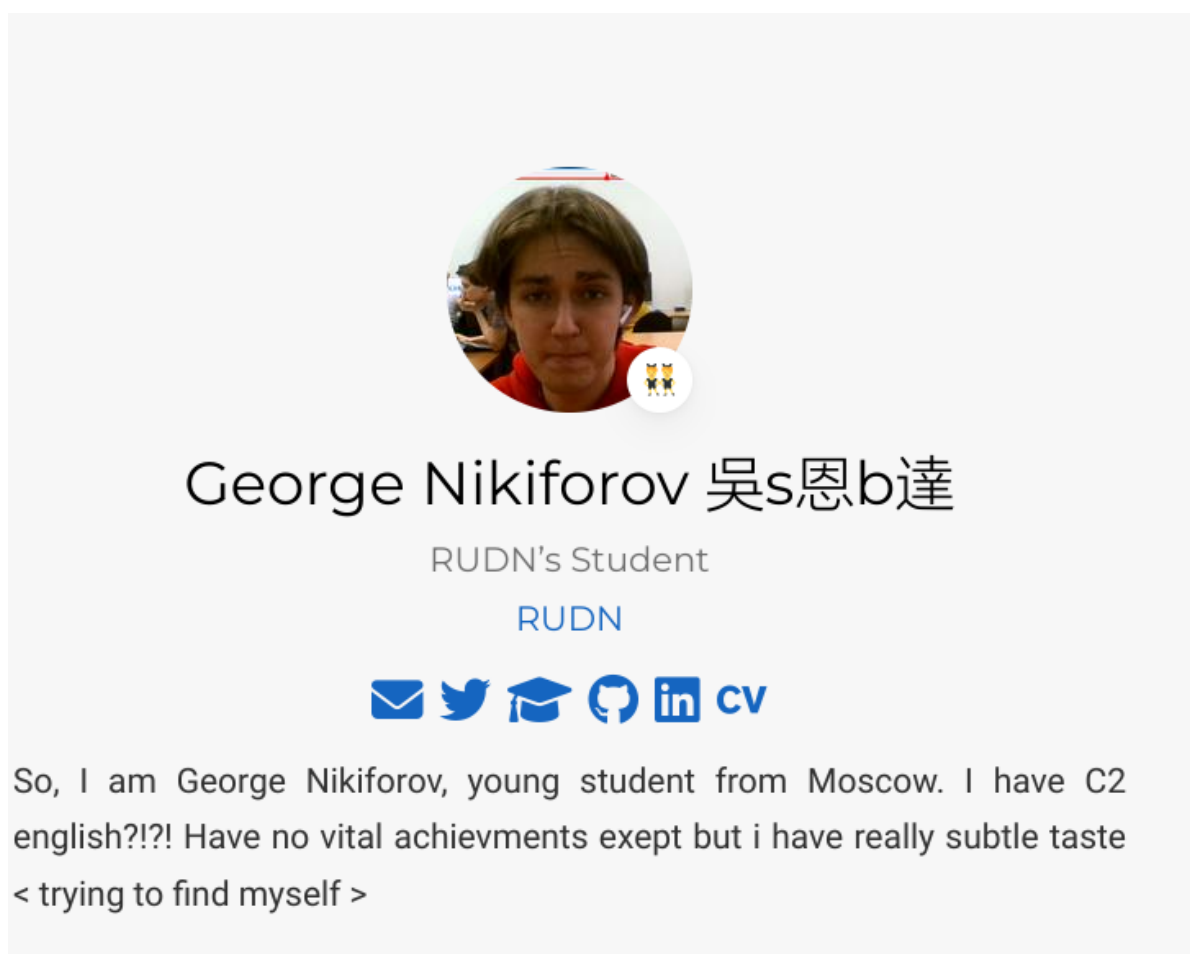 George Nikiforov 吳s恩b達
RUDN’s Student
RUDN
CV
So, I am George Nikiforov, young student from Moscow. I have C2
english?!?! Have no vital achievments exept but i have really subtle taste
< trying to find myself >